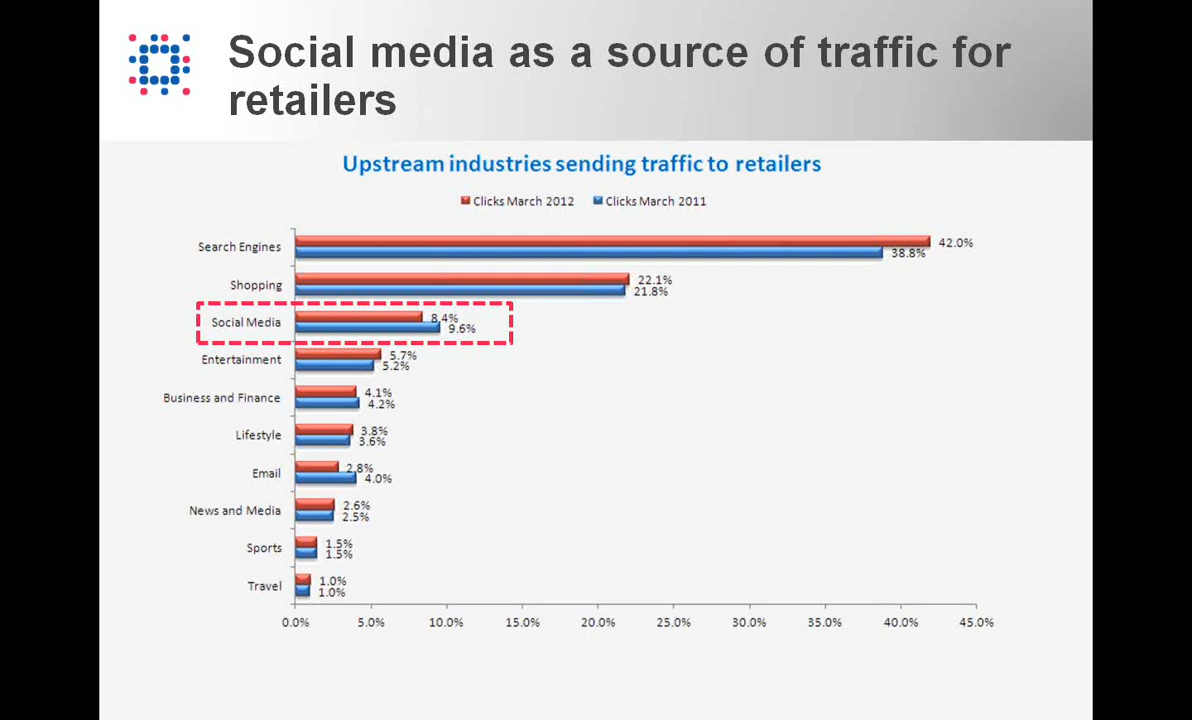 Social media as a source of traffic for
retailers
Upstream industries sending traffic to retailers
Clicks March 2012 Clicks March 2011
Search Engines 42.0%
38.8%
Shopping 22.1%
21.8%
Social Media 8.4%
9.6%
Entertainment 5.7%
5.2%
Business and Finance 4.1%
4.2%
Lifestyle 3.8%
3.6%
Email 2.8%
4.0%
News and Media 2.6%
2.5%
Sports 1.5%
1.5%
Travel 1.0%
1.0%
0.0% 5.0% 10.0% 15.0% 20.0% 25.0% 30.0% 35.0% 40.0% 45.0%